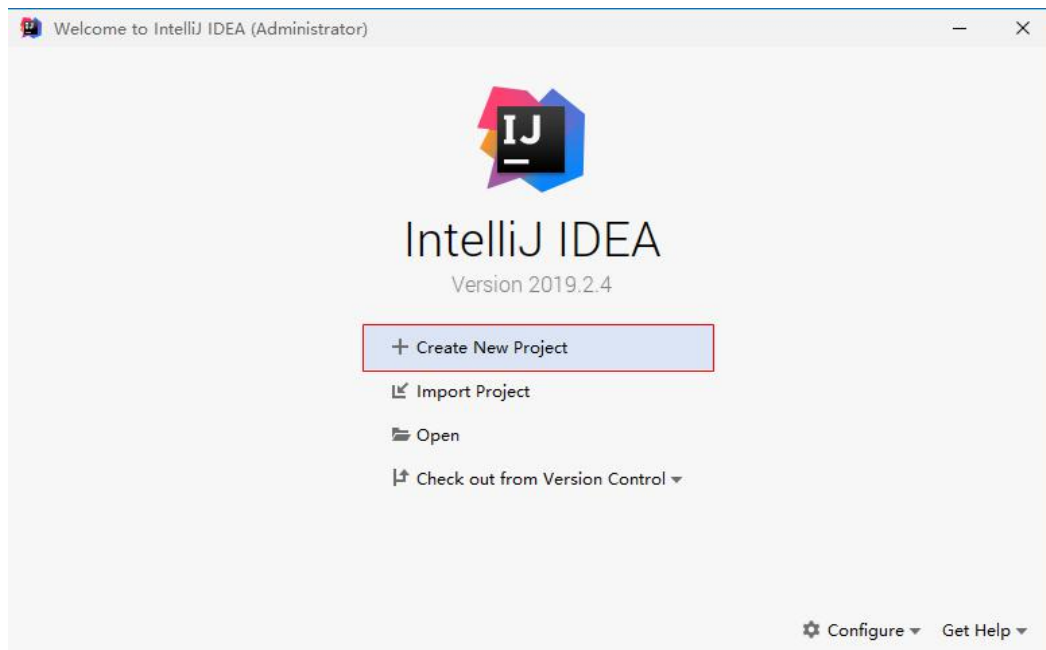 Welcome to IntelliJ IDEA (Administrator)
IJ
IntelliJ IDEA
Version 2019.2.4
Create New Project
Import Project
Open
Check out from Version Control
Configure Get Help